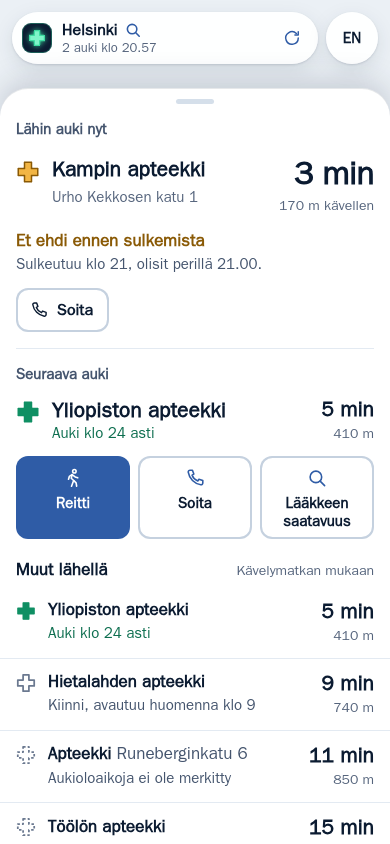 Helsinki
2 auki klo 20.57
EN
Lähin auki nyt
Kampin apteekki
3 min
Urho Kekkosen katu 1
170 m kävellen
Et ehdi ennen sulkemista
Sulkeutuu klo 21, olisit perillä 21.00.
Soita
Seuraava auki
Yliopiston apteekki
5 min
Auki klo 24 asti
410 m
Reitti
Soita
Lääkkeen
saatavuus
Muut lähellä
Kävelymatkan mukaan
Yliopiston apteekki
5 min
Auki klo 24 asti
410 m
Hietalahden apteekki
9 min
Kiinni, avautuu huomenna klo 9
740 m
Apteekki Runeberginkatu 6
11 min
Aukioloaikoja ei ole merkitty
850 m
Töölön apteekki
15 min